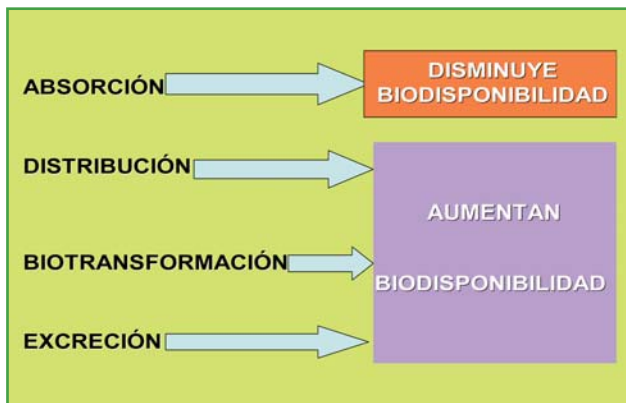 ABSORCIÓN
DISMINUYE
BIODISPONIBILIDAD
DISTRIBUCIÓN
AUMENTAN
BIOTRANSFORMACIÓN
BIODISPONIBILIDAD
EXCRECIÓN